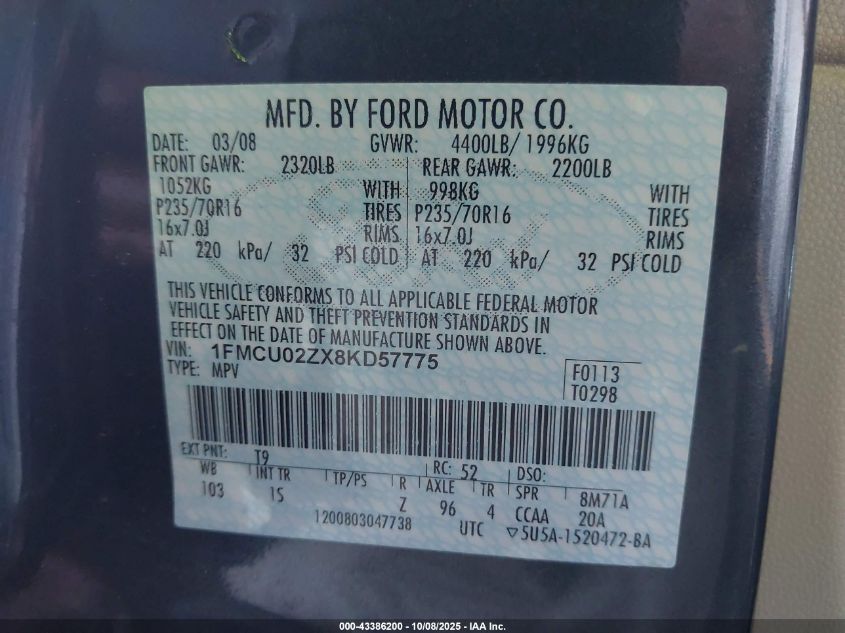 MFD. BY FORD MOTOR CO.
DATE: 03/08 GVWR: 4400LB/ 1996KG
FRONT GAWR: 2320LB REAR GAWR: 2200LB
1052KG WITH 998KG WITH
P235/70R16 TIRES P235/70R16 TIRES
16x7.0J RIMS 16x7.0J RIMS
AT 220 kPa/ 32 PSI COLD AT 220 kPa/ 32 PSI COLD
THIS VEHICLE CONFORMS TO ALL APPLICABLE FEDERAL MOTOR
VEHICLE SAFETY AND THEFT PREVENTION STANDARDS IN
EFFECT ON THE DATE OF MANUFACTURE SHOWN ABOVE.
VIN: 1FMCU02ZX8KD57775
TYPE: MPV
F0113
T0298
EXT PNT: T9 RC: 52 DSO:
WB INT TR TP/PS R AXLE TR SPR 8M71A
103 IS Z 96 4 CCAA 20A
1200803047738 UTC ▽5U5A-1520472-BA
000-43386200 - 10/08/2025 - IAA Inc.